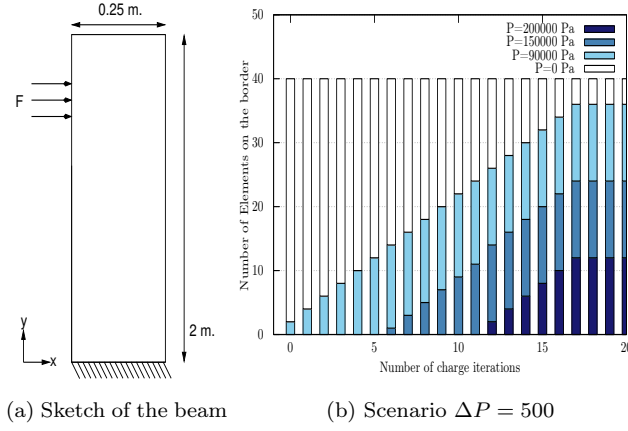 0.25 m.
F
2 m.
y
x
(a) Sketch of the beam
50
40
30
20
10
0
Number of Elements on the border
P=200000 Pa
P=150000 Pa
P=90000 Pa
P=0 Pa
0 5 10 15 20
Number of charge iterations
(b) Scenario ΔP = 500